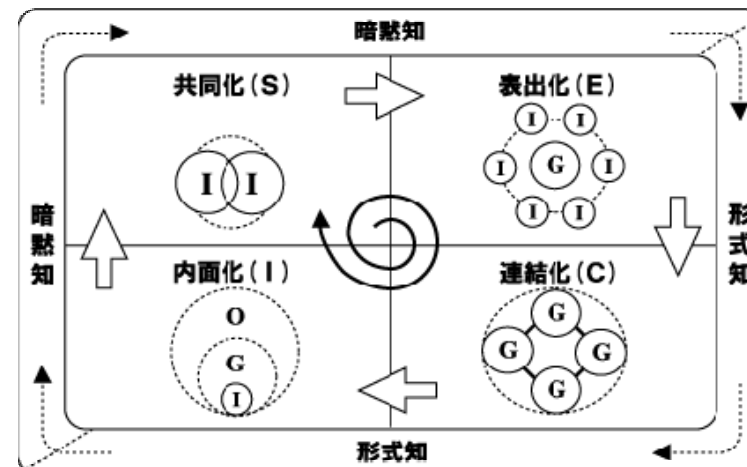 暗黙知
共同化(S)
表出化(E)
I I
I I
I G I
I I
暗黙知
形式知
内面化(I)
連結化(C)
O
G
I
G
G G
G
形式知